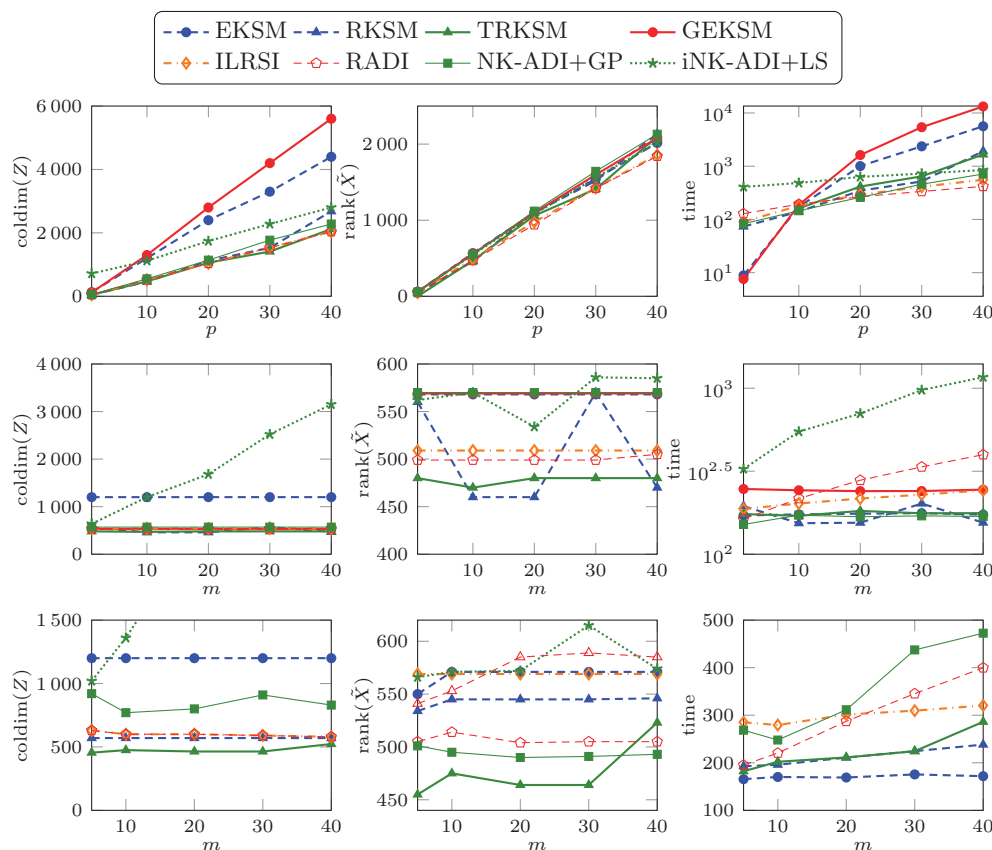 EKSM RKSM TRKSM GEKSM
ILRSI RADI NK-ADI+GP iNK-ADI+LS
coldim(Z)
6 000
4 000
2 000
0
10 20 30 40
p
rank(X̃)
2 000
1 000
0
10 20 30 40
p
time
10^4
10^3
10^2
10^1
10 20 30 40
p
coldim(Z)
4 000
3 000
2 000
1 000
0
10 20 30 40
m
rank(X̃)
600
550
500
450
400
10 20 30 40
m
time
10^3
10^2.5
10^2
10 20 30 40
m
coldim(Z)
1 500
1 000
500
0
10 20 30 40
m
rank(X̃)
600
550
500
450
10 20 30 40
m
time
500
400
300
200
100
10 20 30 40
m